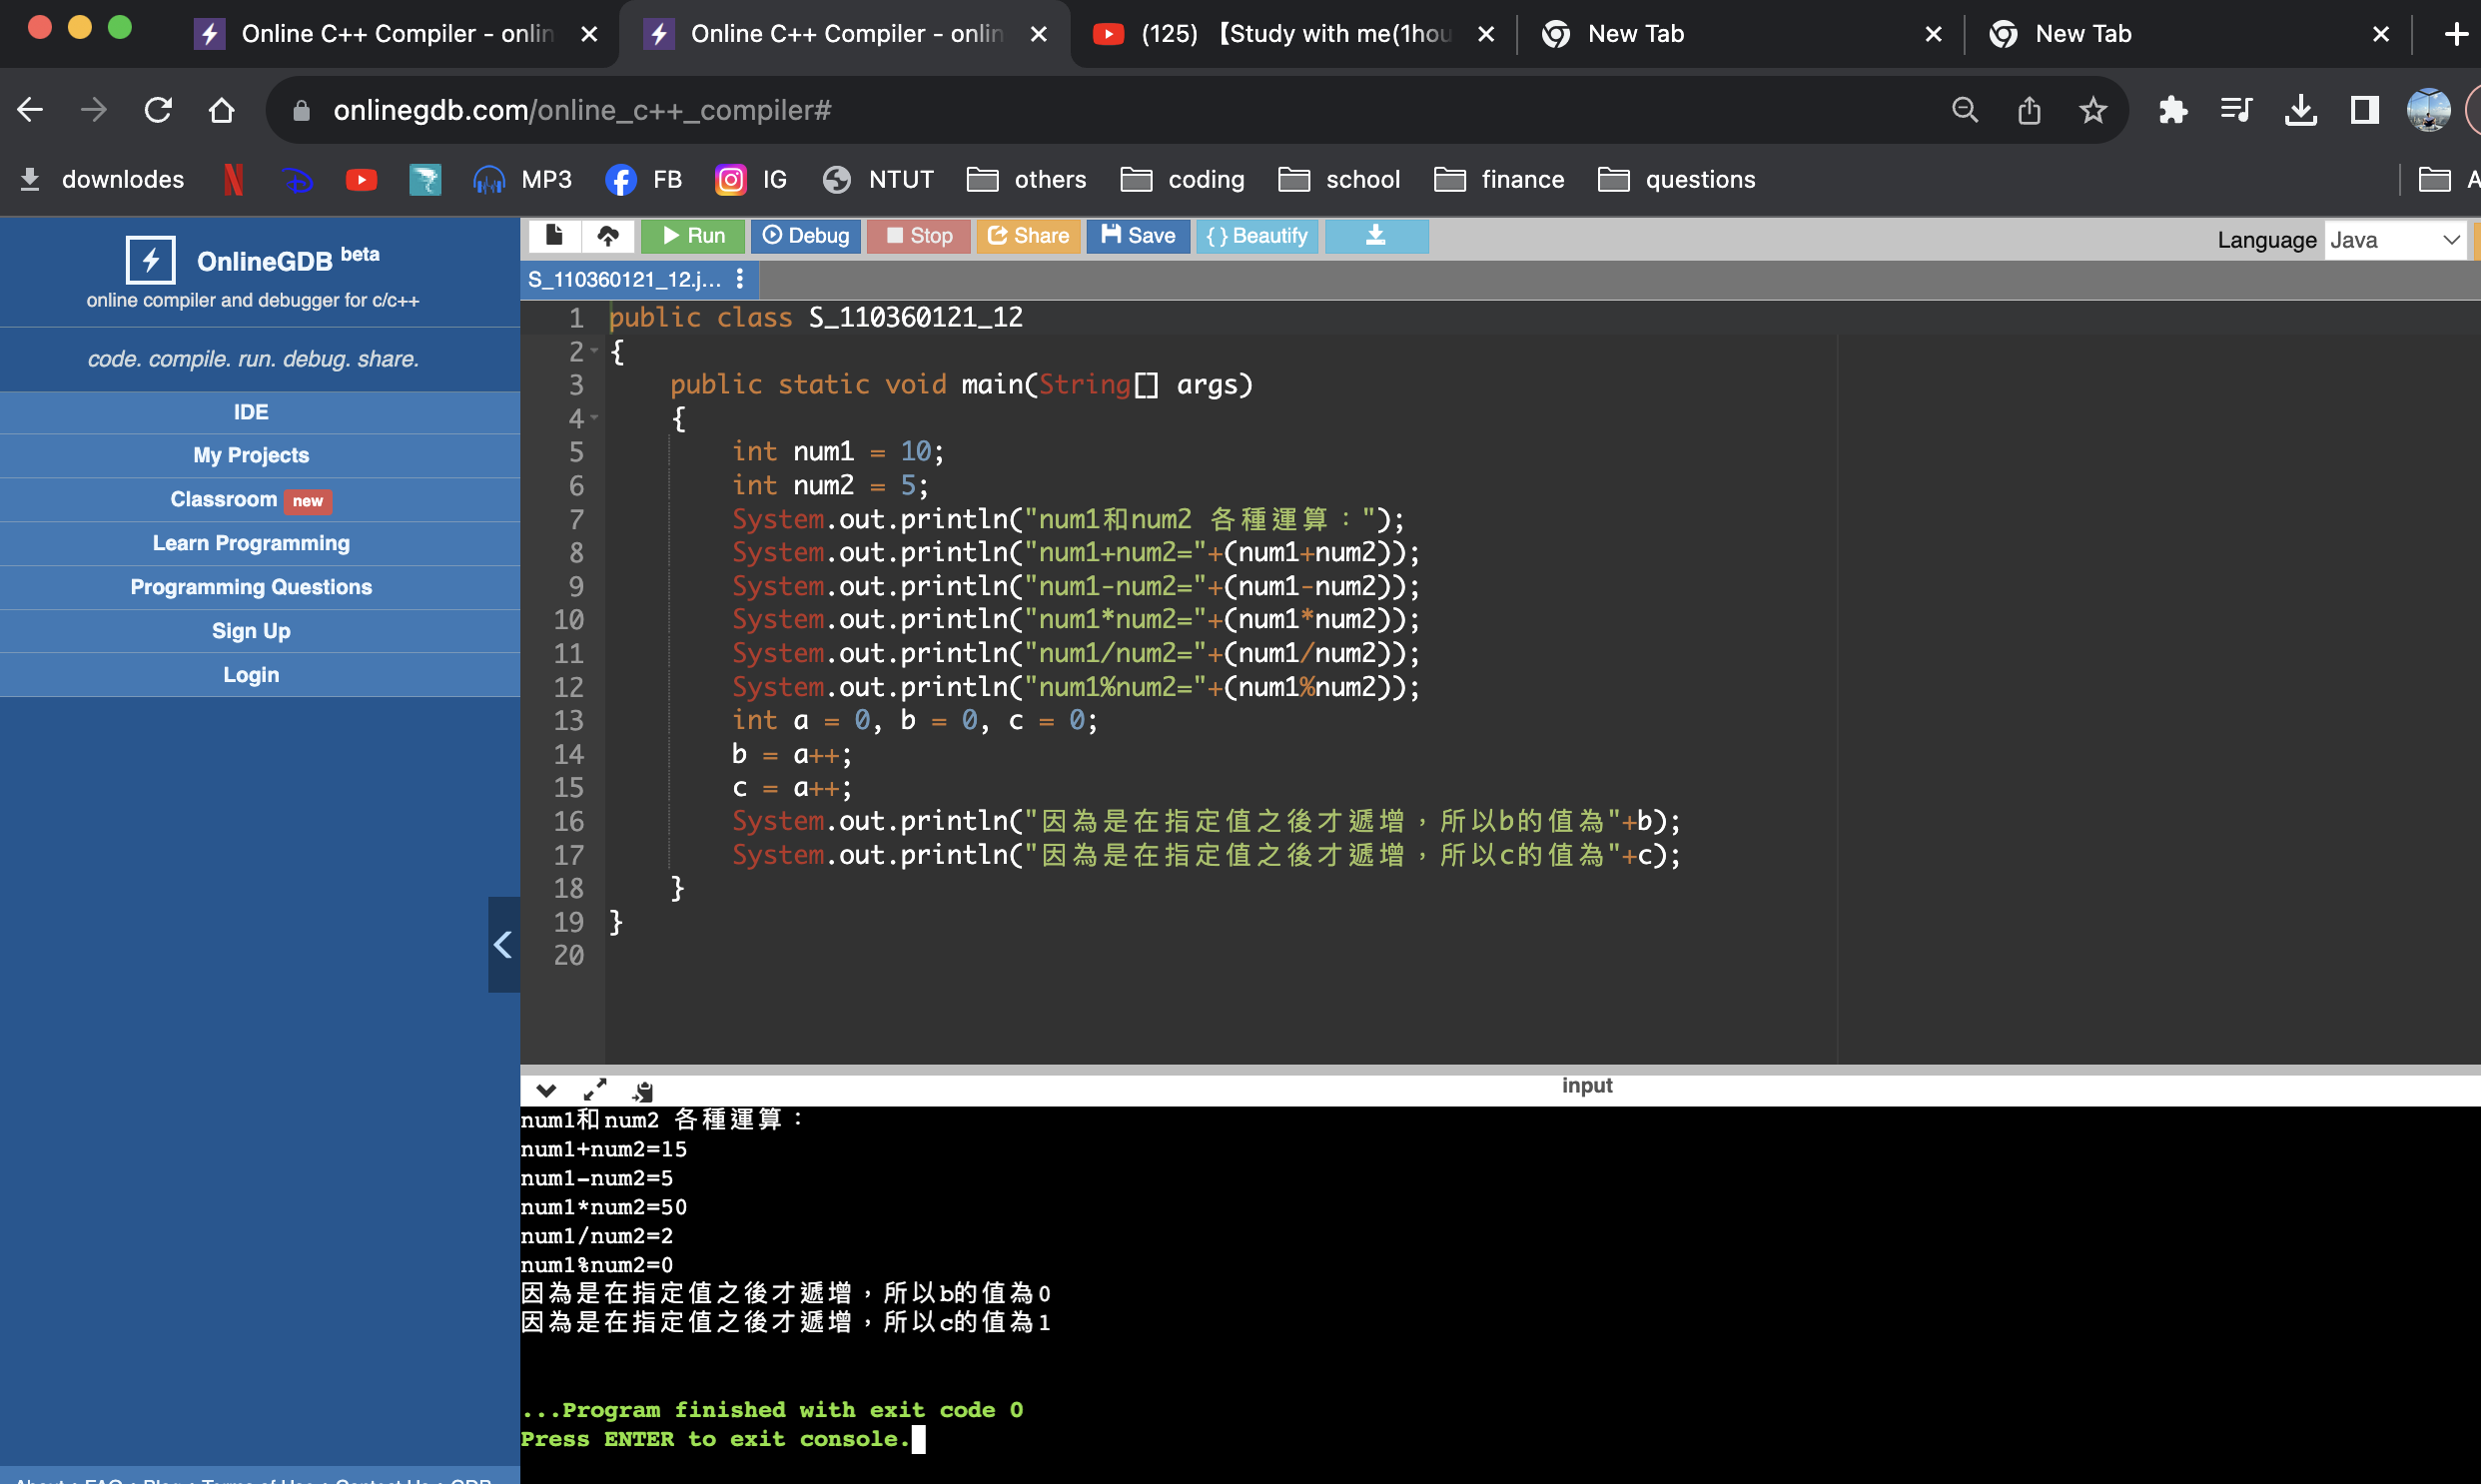 Online C++ Compiler - onlin
Online C++ Compiler - onlin
(125) 【Study with me(1hou
New Tab
New Tab
onlinegdb.com/online_c++_compiler#
downlodes
MP3
FB
IG
NTUT
others
coding
school
finance
questions
A
OnlineGDB beta
online compiler and debugger for c/c++
code. compile. run. debug. share.
IDE
My Projects
Classroom new
Learn Programming
Programming Questions
Sign Up
Login
Run
Debug
Stop
Share
Save
{ } Beautify
Language Java
S_110360121_12.j...
1 public class S_110360121_12
2 {
3 public static void main(String[] args)
4 {
5 int num1 = 10;
6 int num2 = 5;
7 System.out.println("num1和num2 各種運算：");
8 System.out.println("num1+num2="+(num1+num2));
9 System.out.println("num1-num2="+(num1-num2));
10 System.out.println("num1*num2="+(num1*num2));
11 System.out.println("num1/num2="+(num1/num2));
12 System.out.println("num1%num2="+(num1%num2));
13 int a = 0, b = 0, c = 0;
14 b = a++;
15 c = a++;
16 System.out.println("因為是在指定值之後才遞增，所以b的值為"+b);
17 System.out.println("因為是在指定值之後才遞增，所以c的值為"+c);
18 }
19 }
20
input
num1和num2 各種運算：
num1+num2=15
num1-num2=5
num1*num2=50
num1/num2=2
num1%num2=0
因為是在指定值之後才遞增，所以b的值為0
因為是在指定值之後才遞增，所以c的值為1
...Program finished with exit code 0
Press ENTER to exit console.
About • FAQ • Blog • Terms of Use • Contact Us • GDB